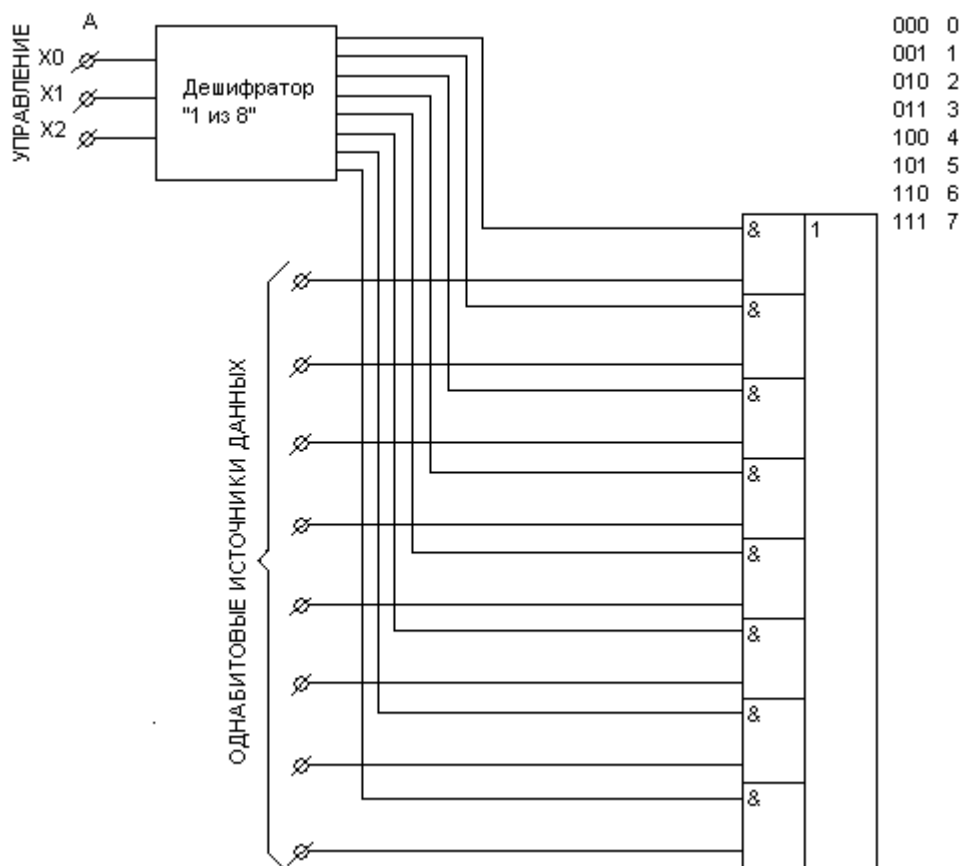 А
УПРАВЛЕНИЕ
X0
X1
X2
Дешифратор
"1 из 8"
000 0
001 1
010 2
011 3
100 4
101 5
110 6
111 7
& 1
&
&
&
&
&
&
&
ОДНАБИТОВЫЕ ИСТОЧНИКИ ДАННЫХ